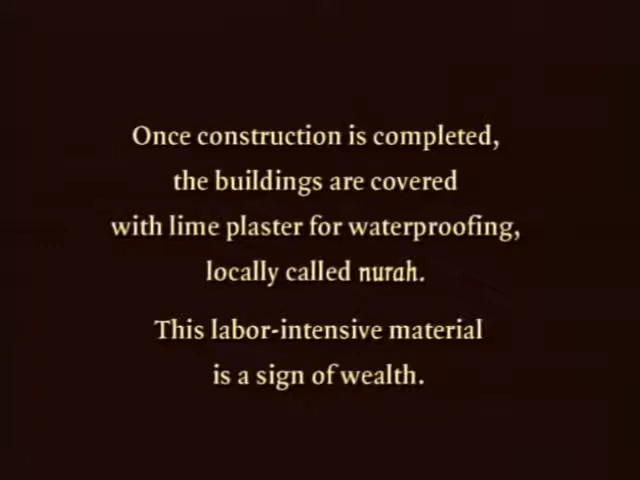 Once construction is completed,
the buildings are covered
with lime plaster for waterproofing,
locally called nurah.
This labor-intensive material
is a sign of wealth.